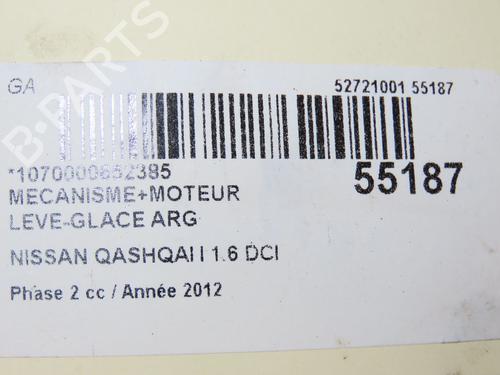 GA
52721001 55187
*1070000652385
55187
MECANISME+MOTEUR
LEVE-GLACE ARG
NISSAN QASHQAI I 1.6 DCI
Phase 2 cc / Année 2012
B-PARTS